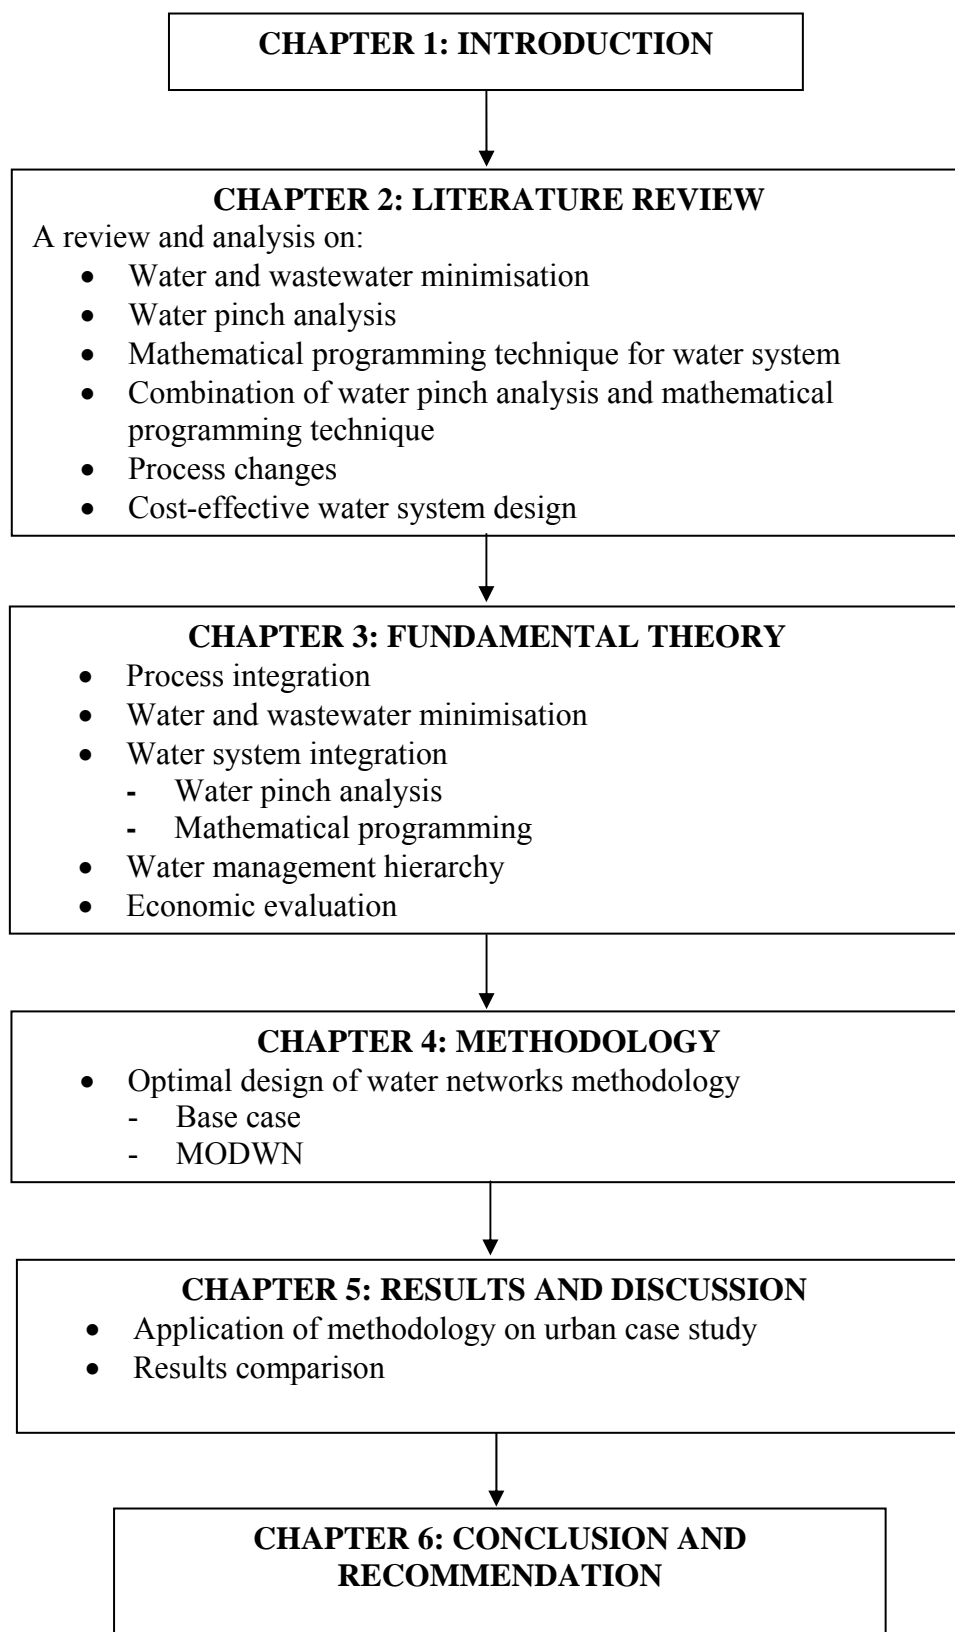 CHAPTER 1: INTRODUCTION
CHAPTER 2: LITERATURE REVIEW
A review and analysis on:
• Water and wastewater minimisation
• Water pinch analysis
• Mathematical programming technique for water system
• Combination of water pinch analysis and mathematical
programming technique
• Process changes
• Cost-effective water system design
CHAPTER 3: FUNDAMENTAL THEORY
• Process integration
• Water and wastewater minimisation
• Water system integration
- Water pinch analysis
- Mathematical programming
• Water management hierarchy
• Economic evaluation
CHAPTER 4: METHODOLOGY
• Optimal design of water networks methodology
- Base case
- MODWN
CHAPTER 5: RESULTS AND DISCUSSION
• Application of methodology on urban case study
• Results comparison
CHAPTER 6: CONCLUSION AND
RECOMMENDATION